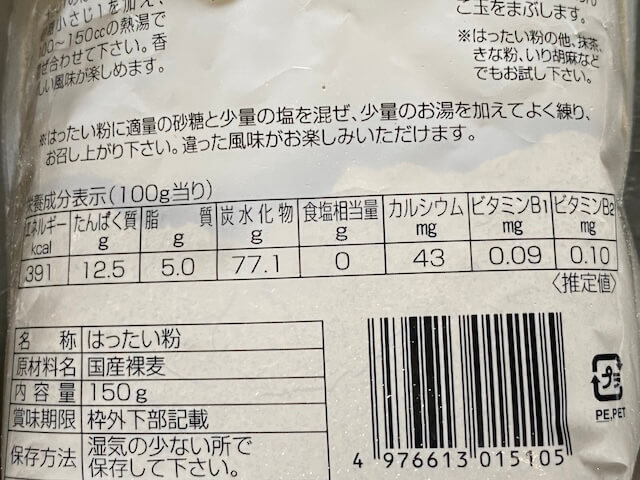 小さじ1を加え、
100〜150ccの熱湯で
混ぜ合わせて下さい。香
しい風味が楽しめます。
ご玉をまぶします。
※はったい粉の他、抹茶、
きな粉、いり胡麻など
でもお試し下さい。
※はったい粉に適量の砂糖と少量の塩を混ぜ、少量のお湯を加えてよく練り、
お召し上がり下さい。違った風味がお楽しみいただけます。
栄養成分表示(100g当り)
エネルギー kcal たんぱく質 g 脂質 g 炭水化物 g 食塩相当量 g カルシウム mg ビタミンB1 mg ビタミンB2 mg
391 12.5 5.0 77.1 0 43 0.09 0.10
〈推定値〉
名称 はったい粉
原材料名 国産裸麦
内容量 150g
賞味期限 枠外下部記載
保存方法 湿気の少ない所で
保存して下さい。
4 976613 015105
プラ
PE,PET